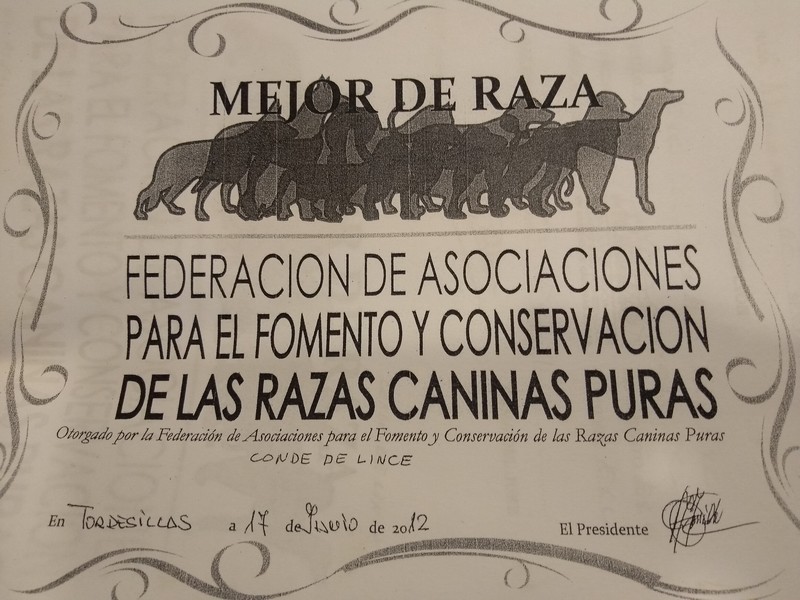 MEJOR DE RAZA
FEDERACION DE ASOCIACIONES
PARA EL FOMENTO Y CONSERVACION
DE LAS RAZAS CANINAS PURAS
Otorgado por la Federación de Asociaciones para el Fomento y Conservación de las Razas Caninas Puras
CONDE DE LINCE
En TORDESILLAS a 17 de Junio de 2012 El Presidente